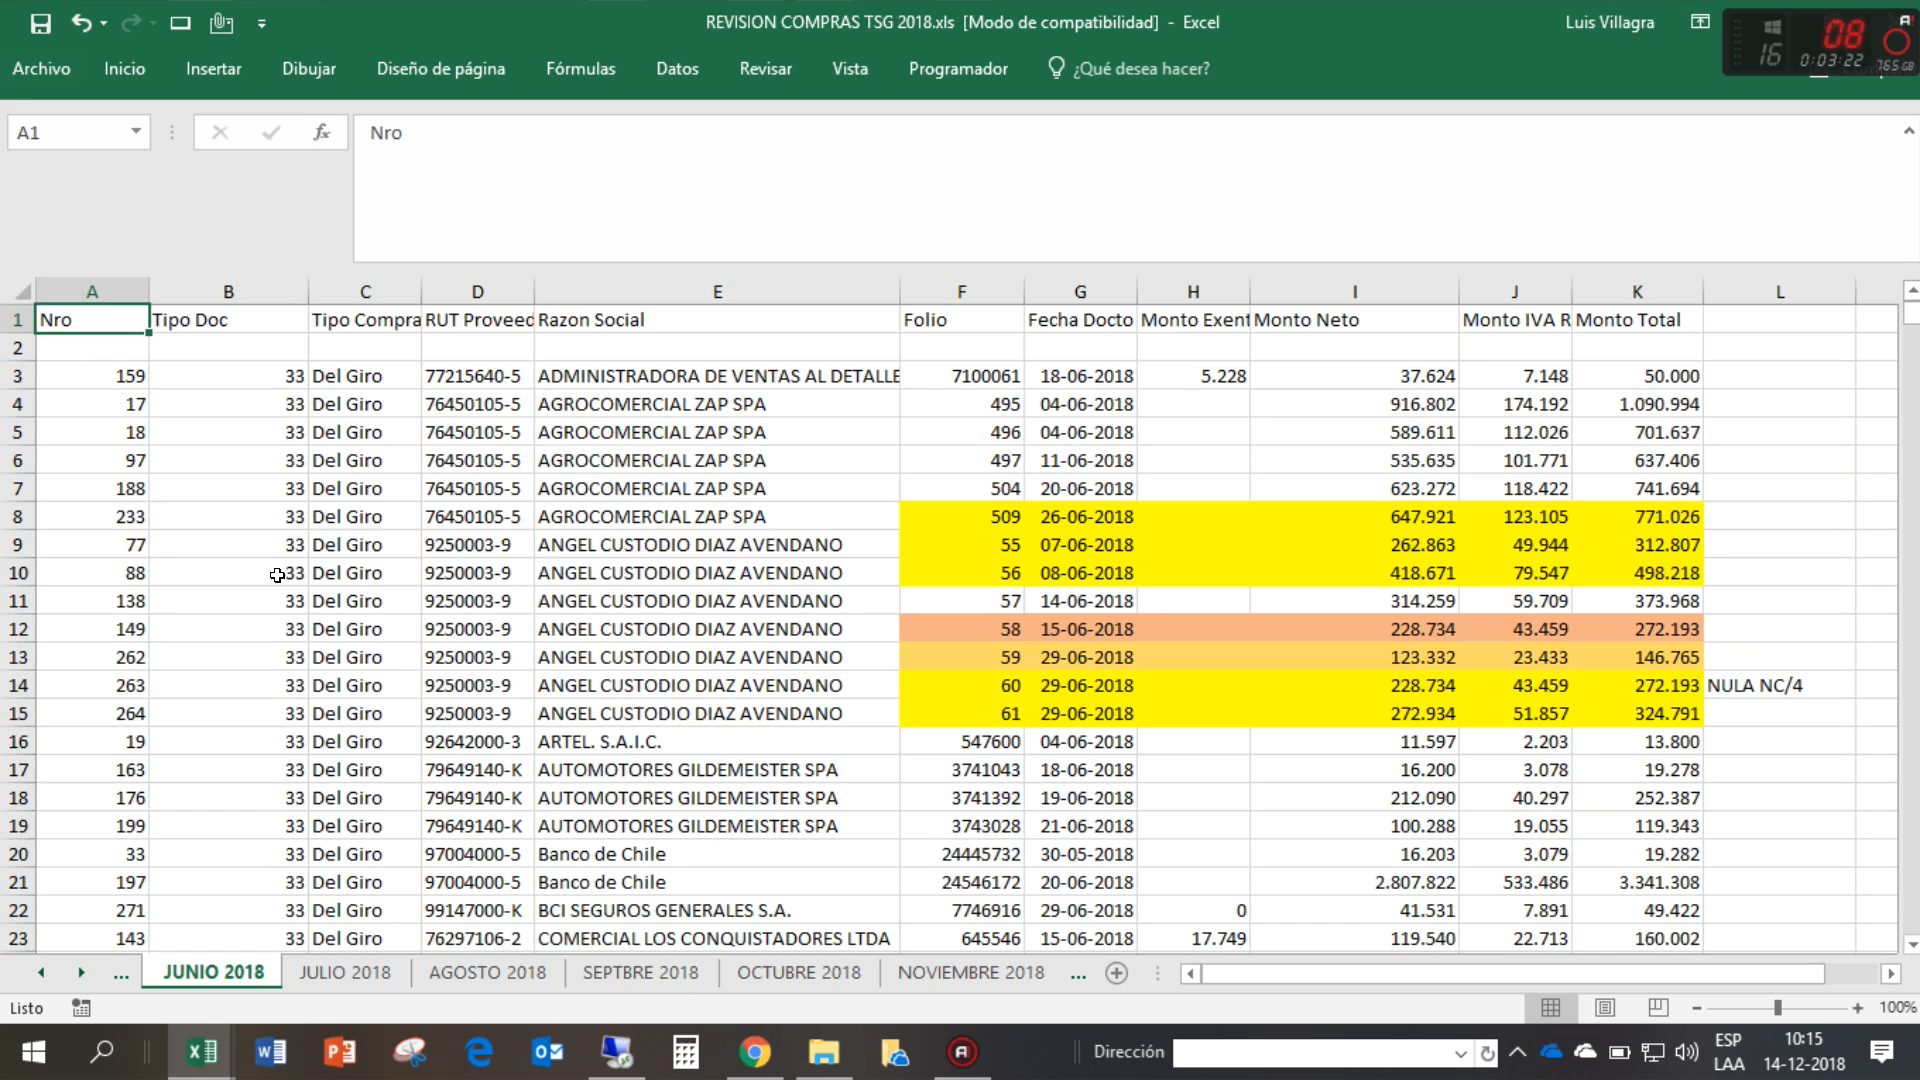 REVISION COMPRAS TSG 2018.xls [Modo de compatibilidad] - Excel
Luis Villagra
16 08 0:03:22 765 GB
Archivo Inicio Insertar Dibujar Diseño de página Fórmulas Datos Revisar Vista Programador ¿Qué desea hacer?
A1 fx Nro
A B C D E F G H I J K L
1 Nro Tipo Doc Tipo Compra RUT Proveed Razon Social Folio Fecha Docto Monto Exent Monto Neto Monto IVA R Monto Total
2
3 159 33 Del Giro 77215640-5 ADMINISTRADORA DE VENTAS AL DETALLE 7100061 18-06-2018 5.228 37.624 7.148 50.000
4 17 33 Del Giro 76450105-5 AGROCOMERCIAL ZAP SPA 495 04-06-2018 916.802 174.192 1.090.994
5 18 33 Del Giro 76450105-5 AGROCOMERCIAL ZAP SPA 496 04-06-2018 589.611 112.026 701.637
6 97 33 Del Giro 76450105-5 AGROCOMERCIAL ZAP SPA 497 11-06-2018 535.635 101.771 637.406
7 188 33 Del Giro 76450105-5 AGROCOMERCIAL ZAP SPA 504 20-06-2018 623.272 118.422 741.694
8 233 33 Del Giro 76450105-5 AGROCOMERCIAL ZAP SPA 509 26-06-2018 647.921 123.105 771.026
9 77 33 Del Giro 9250003-9 ANGEL CUSTODIO DIAZ AVENDANO 55 07-06-2018 262.863 49.944 312.807
10 88 33 Del Giro 9250003-9 ANGEL CUSTODIO DIAZ AVENDANO 56 08-06-2018 418.671 79.547 498.218
11 138 33 Del Giro 9250003-9 ANGEL CUSTODIO DIAZ AVENDANO 57 14-06-2018 314.259 59.709 373.968
12 149 33 Del Giro 9250003-9 ANGEL CUSTODIO DIAZ AVENDANO 58 15-06-2018 228.734 43.459 272.193
13 262 33 Del Giro 9250003-9 ANGEL CUSTODIO DIAZ AVENDANO 59 29-06-2018 123.332 23.433 146.765
14 263 33 Del Giro 9250003-9 ANGEL CUSTODIO DIAZ AVENDANO 60 29-06-2018 228.734 43.459 272.193 NULA NC/4
15 264 33 Del Giro 9250003-9 ANGEL CUSTODIO DIAZ AVENDANO 61 29-06-2018 272.934 51.857 324.791
16 19 33 Del Giro 92642000-3 ARTEL. S.A.I.C. 547600 04-06-2018 11.597 2.203 13.800
17 163 33 Del Giro 79649140-K AUTOMOTORES GILDEMEISTER SPA 3741043 18-06-2018 16.200 3.078 19.278
18 176 33 Del Giro 79649140-K AUTOMOTORES GILDEMEISTER SPA 3741392 19-06-2018 212.090 40.297 252.387
19 199 33 Del Giro 79649140-K AUTOMOTORES GILDEMEISTER SPA 3743028 21-06-2018 100.288 19.055 119.343
20 33 33 Del Giro 97004000-5 Banco de Chile 24445732 30-05-2018 16.203 3.079 19.282
21 197 33 Del Giro 97004000-5 Banco de Chile 24546172 20-06-2018 2.807.822 533.486 3.341.308
22 271 33 Del Giro 99147000-K BCI SEGUROS GENERALES S.A. 7746916 29-06-2018 0 41.531 7.891 49.422
23 143 33 Del Giro 76297106-2 COMERCIAL LOS CONQUISTADORES LTDA 645546 15-06-2018 17.749 119.540 22.713 160.002
... JUNIO 2018 JULIO 2018 AGOSTO 2018 SEPTBRE 2018 OCTUBRE 2018 NOVIEMBRE 2018 ...
Listo 100%
Dirección ESP LAA 10:15 14-12-2018